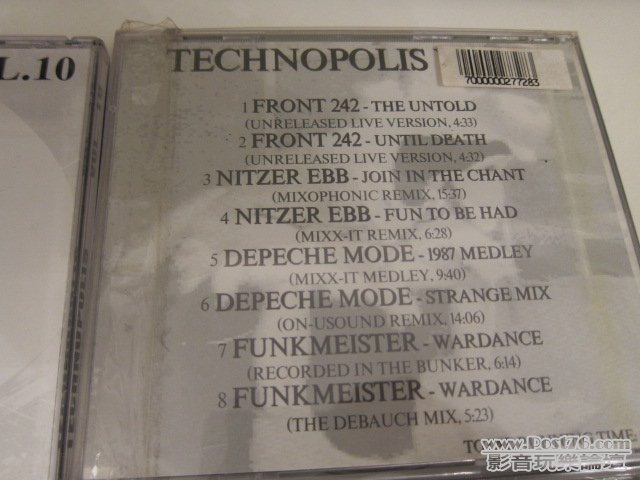 L.10
TECHNOPOLIS
7000000277283
1 FRONT 242 - THE UNTOLD
(UNRELEASED LIVE VERSION, 4:33)
2 FRONT 242 - UNTIL DEATH
(UNRELEASED LIVE VERSION, 4:32)
3 NITZER EBB - JOIN IN THE CHANT
(MIXOPHONIC REMIX, 15:37)
4 NITZER EBB - FUN TO BE HAD
(MIXX-IT REMIX, 6:28)
5 DEPECHE MODE - 1987 MEDLEY
(MIXX-IT MEDLEY, 9:40)
6 DEPECHE MODE - STRANGE MIX
(ON-USOUND REMIX, 14:06)
7 FUNKMEISTER - WARDANCE
(RECORDED IN THE BUNKER, 6:14)
8 FUNKMEISTER - WARDANCE
(THE DEBAUCH MIX, 5:23)
TIME
www.Post76.com
影音玩樂論壇